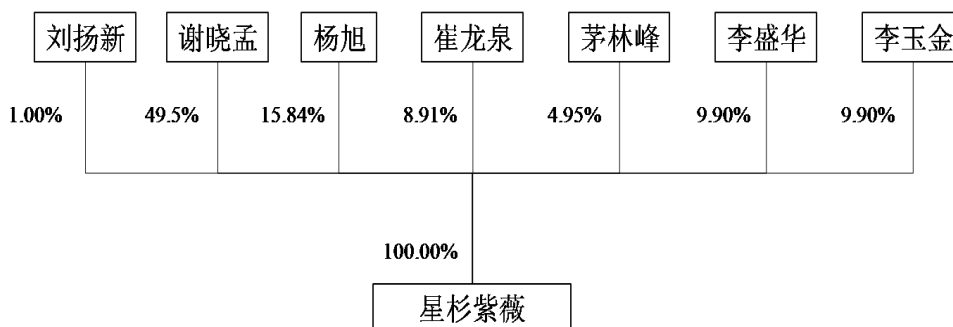 刘扬新 谢晓孟 杨旭 崔龙泉 茅林峰 李盛华 李玉金
1.00% 49.5% 15.84% 8.91% 4.95% 9.90% 9.90%
100.00%
星杉紫薇